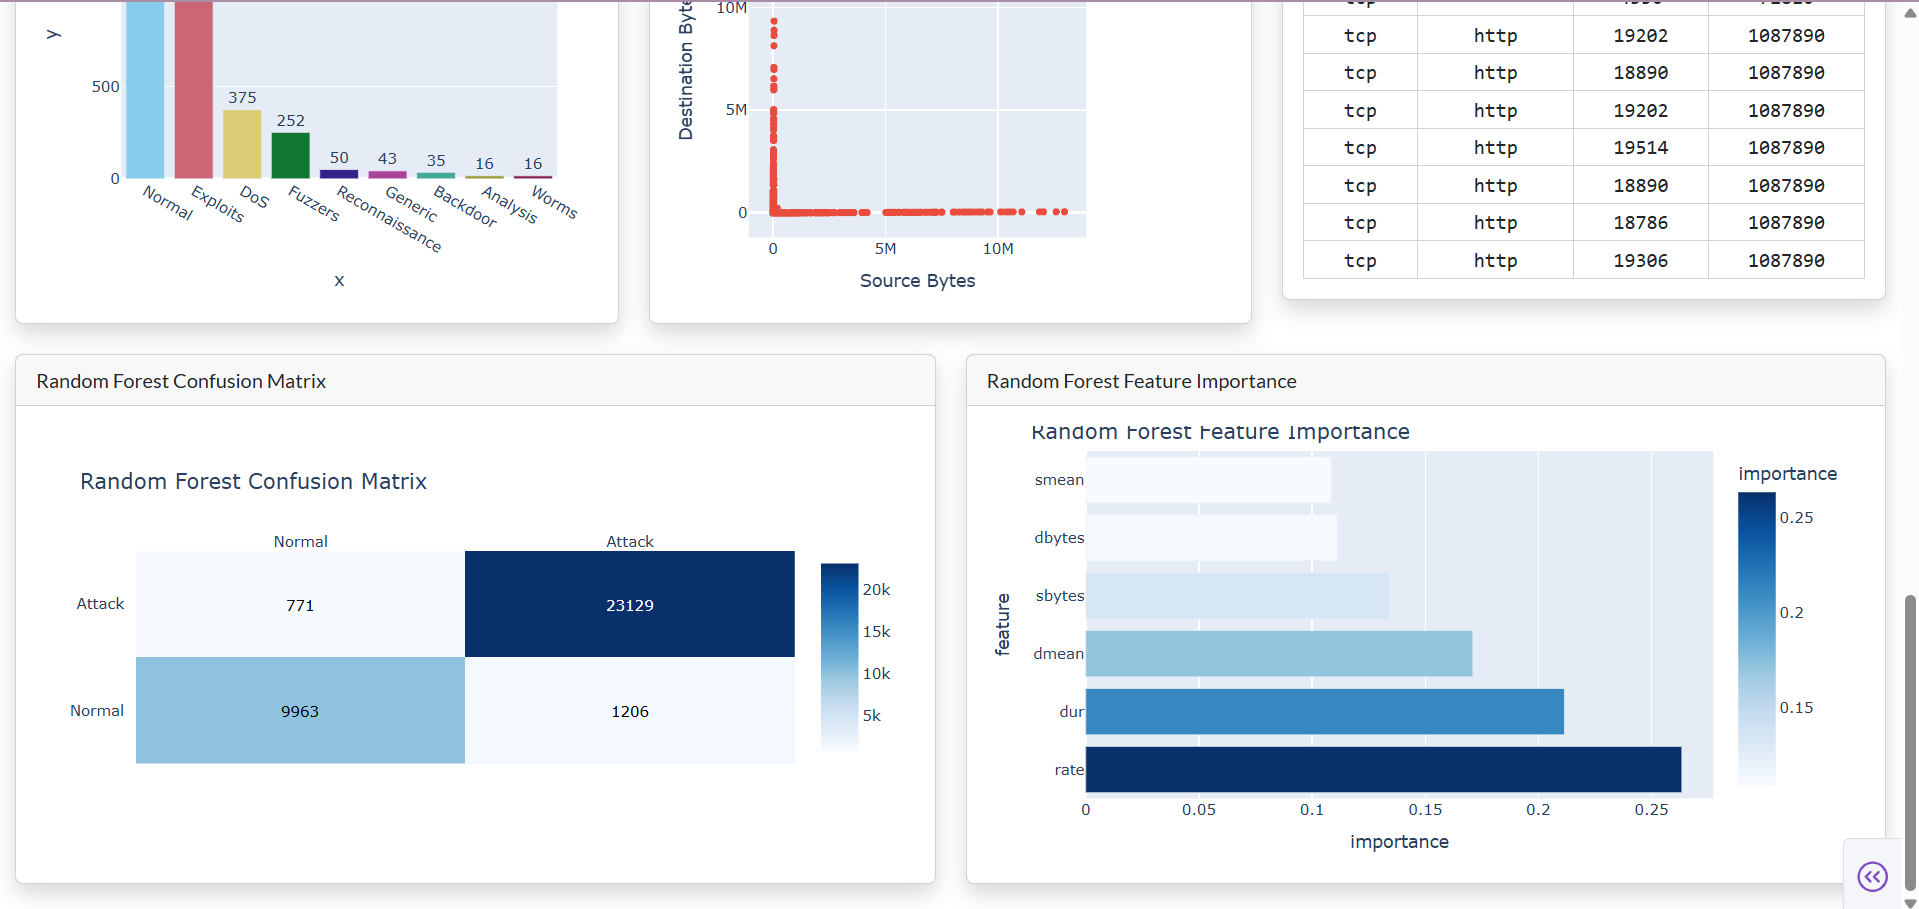 y
500
0
375
252
50
43
35
16
16
Normal
Exploits
DoS
Fuzzers
Reconnaissance
Generic
Backdoor
Analysis
Worms
x
10M
5M
0
0
5M
10M
Source Bytes
Destination
tcp http 19202 1087890
tcp http 18890 1087890
tcp http 19202 1087890
tcp http 19514 1087890
tcp http 18890 1087890
tcp http 18786 1087890
tcp http 19306 1087890
Random Forest Confusion Matrix
Random Forest Confusion Matrix
Normal Attack
Attack 771 23129
Normal 9963 1206
20k
15k
10k
5k
Random Forest Feature Importance
Random Forest Feature Importance
feature
smean
dbytes
sbytes
dmean
dur
rate
0 0.05 0.1 0.15 0.2 0.25
importance
importance
0.25
0.2
0.15